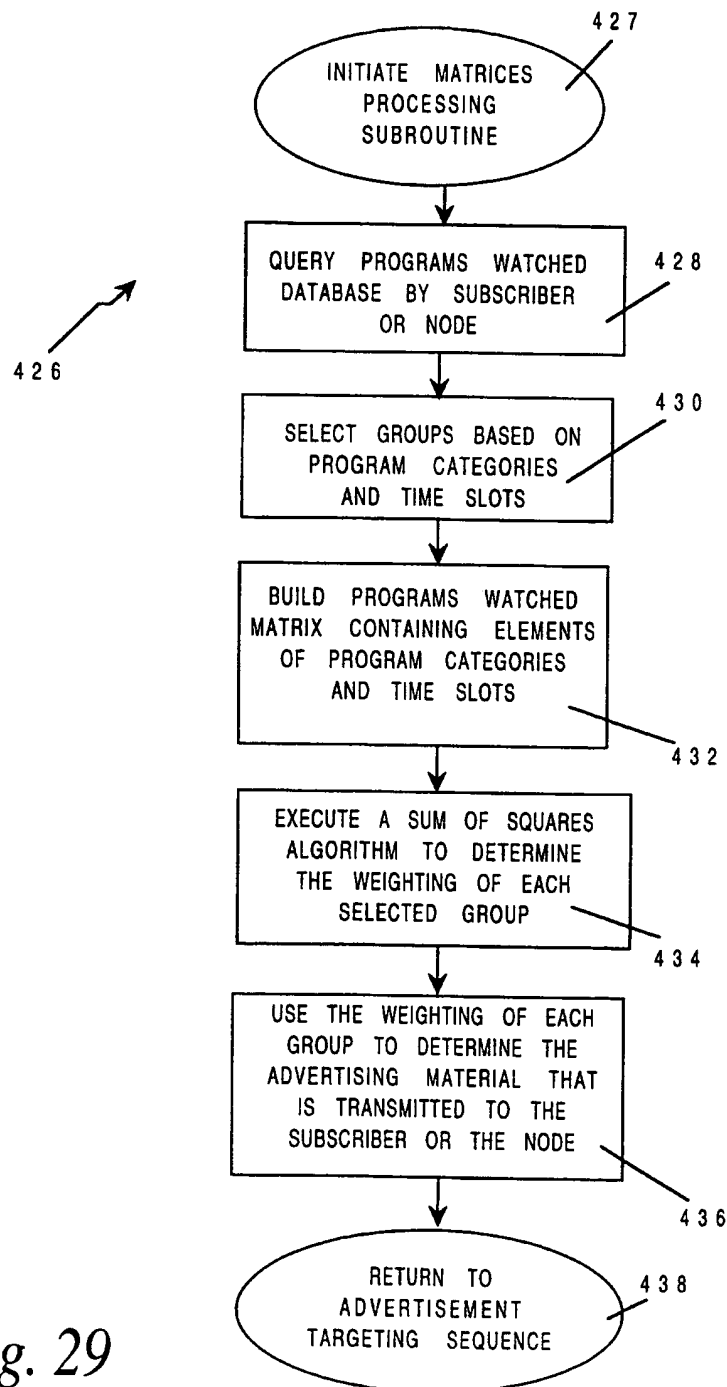 427
INITIATE MATRICES
PROCESSING
SUBROUTINE
QUERY PROGRAMS WATCHED
DATABASE BY SUBSCRIBER
OR NODE
428
426
430
SELECT GROUPS BASED ON
PROGRAM CATEGORIES
AND TIME SLOTS
BUILD PROGRAMS WATCHED
MATRIX CONTAINING ELEMENTS
OF PROGRAM CATEGORIES
AND TIME SLOTS
432
EXECUTE A SUM OF SQUARES
ALGORITHM TO DETERMINE
THE WEIGHTING OF EACH
SELECTED GROUP
434
USE THE WEIGHTING OF EACH
GROUP TO DETERMINE THE
ADVERTISING MATERIAL THAT
IS TRANSMITTED TO THE
SUBSCRIBER OR THE NODE
436
RETURN TO
ADVERTISEMENT
TARGETING SEQUENCE
438
g. 29